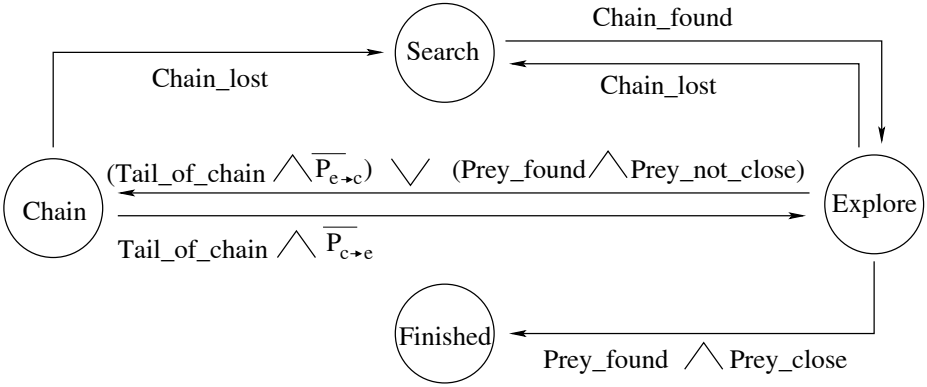 Chain_found
Search
Chain_lost
Chain_lost
(Tail_of_chain ⋀ P̅e→c) ⋁ (Prey_found ⋀ Prey_not_close)
Chain
Explore
Tail_of_chain ⋀ P̅c→e
Finished
Prey_found ⋀ Prey_close